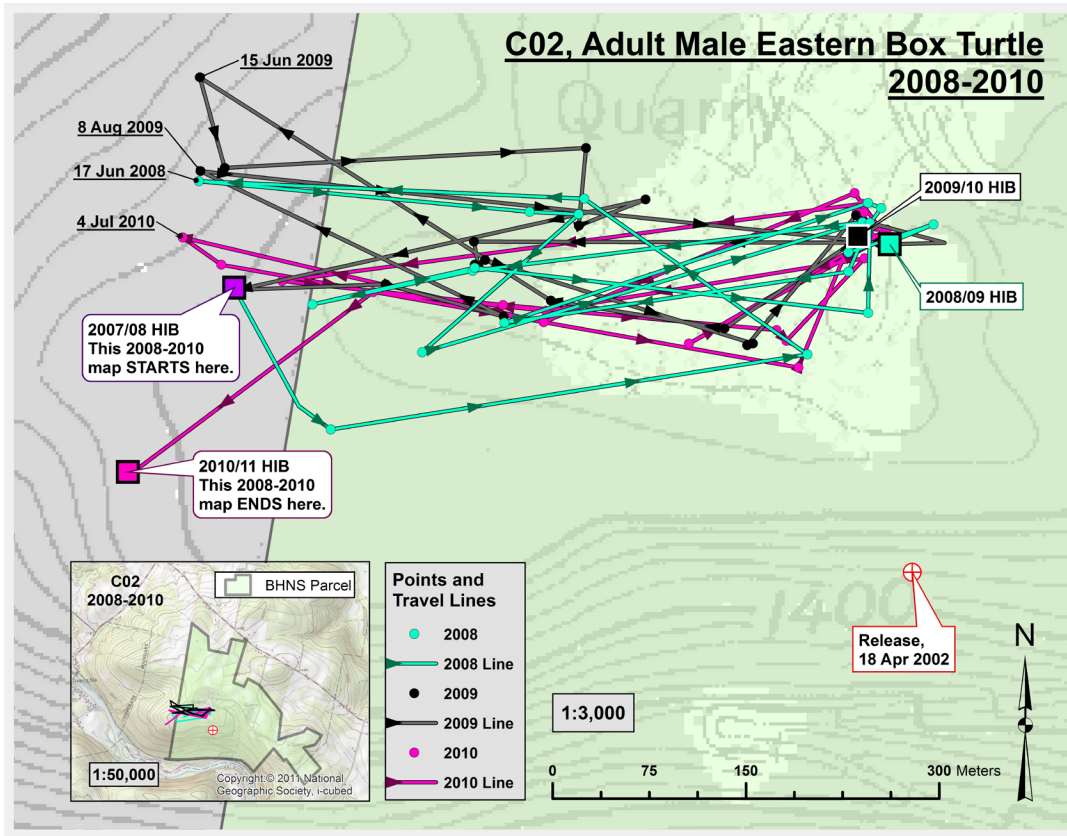 C02, Adult Male Eastern Box Turtle
2008-2010
Quarry
15 Jun 2009
8 Aug 2009
17 Jun 2008
4 Jul 2010
2009/10 HIB
2008/09 HIB
2007/08 HIB
This 2008-2010
map STARTS here.
2010/11 HIB
This 2008-2010
map ENDS here.
C02
2008-2010
BHNS Parcel
1:50,000
Copyright:© 2011 National
Geographic Society, i-cubed
Points and
Travel Lines
2008
2008 Line
2009
2009 Line
2010
2010 Line
1400
Release,
18 Apr 2002
N
1:3,000
0 75 150 300 Meters